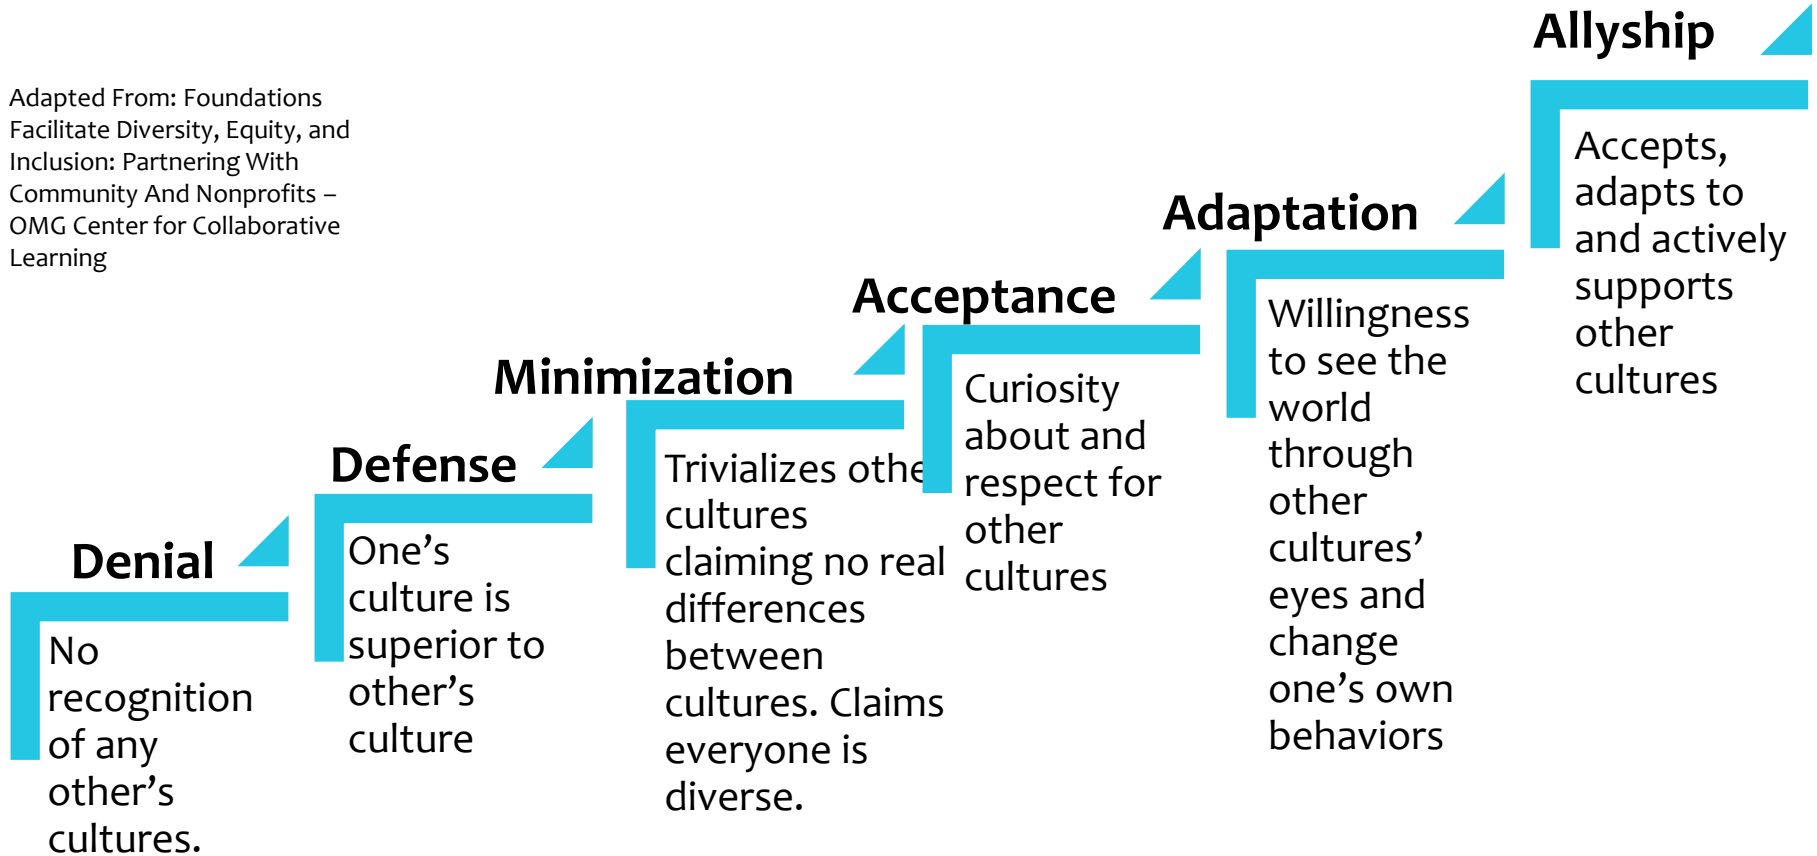 Adapted From: Foundations
Facilitate Diversity, Equity, and
Inclusion: Partnering With
Community And Nonprofits –
OMG Center for Collaborative
Learning
Denial
No
recognition
of any
other’s
cultures.
Defense
One’s
culture is
superior to
other’s
culture
Minimization
Trivializes othe
cultures
claiming no real
differences
between
cultures. Claims
everyone is
diverse.
Acceptance
Curiosity
about and
respect for
other
cultures
Adaptation
Willingness
to see the
world
through
other
cultures’
eyes and
change
one’s own
behaviors
Allyship
Accepts,
adapts to
and actively
supports
other
cultures